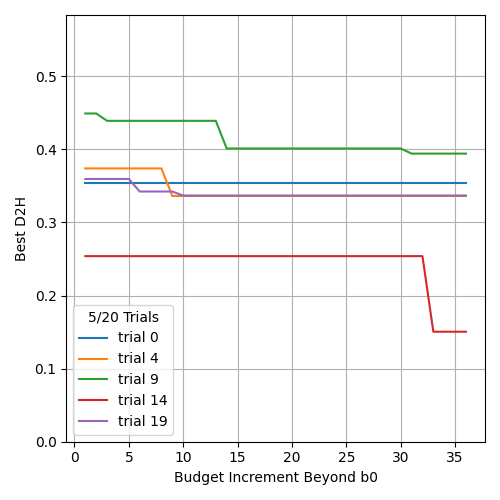 0.5
0.4
0.3
0.2
0.1
0.0
Best D2H
5/20 Trials
trial 0
trial 4
trial 9
trial 14
trial 19
0 5 10 15 20 25 30 35
Budget Increment Beyond b0